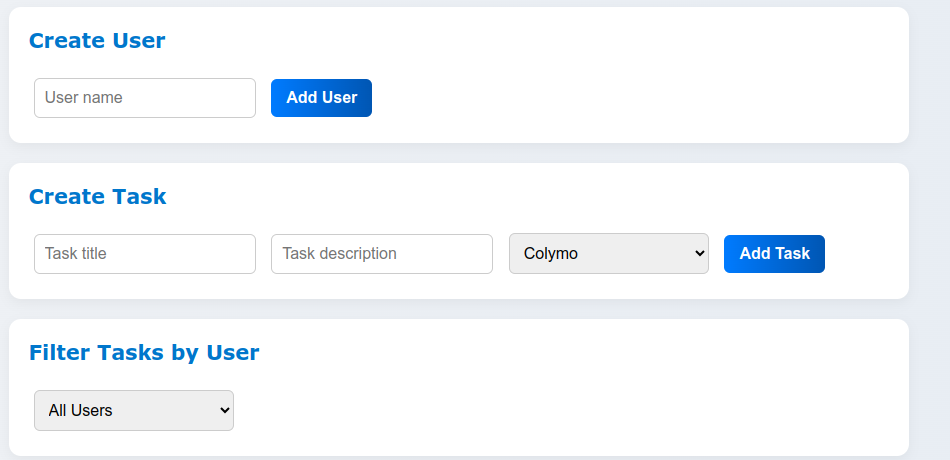 Create User
User name Add User
Create Task
Task title Task description Colymo Add Task
Filter Tasks by User
All Users